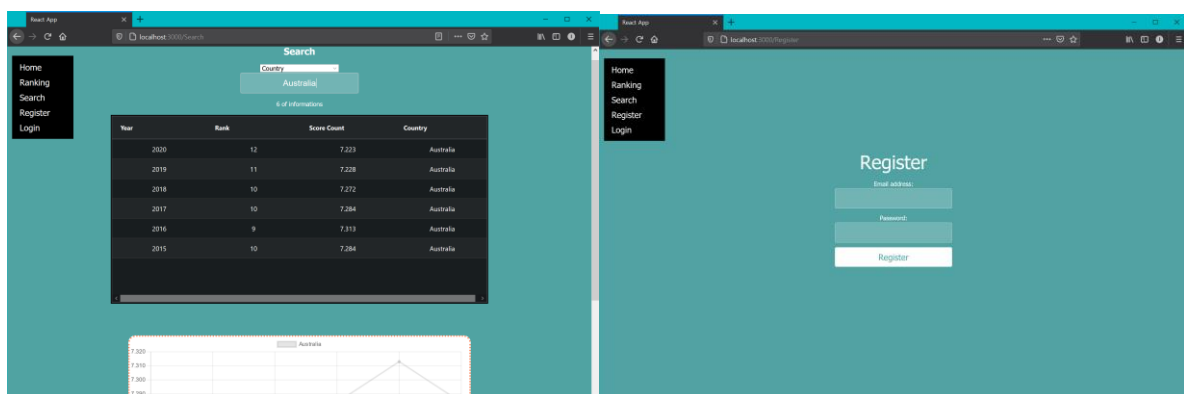 React App
localhost:3000/Search
Search
Home
Ranking
Search
Register
Login
Country
Australia
6 of informations
Year Rank Score Count Country
2020 12 7.223 Australia
2019 11 7.228 Australia
2018 10 7.272 Australia
2017 10 7.284 Australia
2016 9 7.313 Australia
2015 10 7.284 Australia
Australia
7.320
7.310
7.300
React App
localhost:3000/Register
Home
Ranking
Search
Register
Login
Register
Email address:
Password:
Register